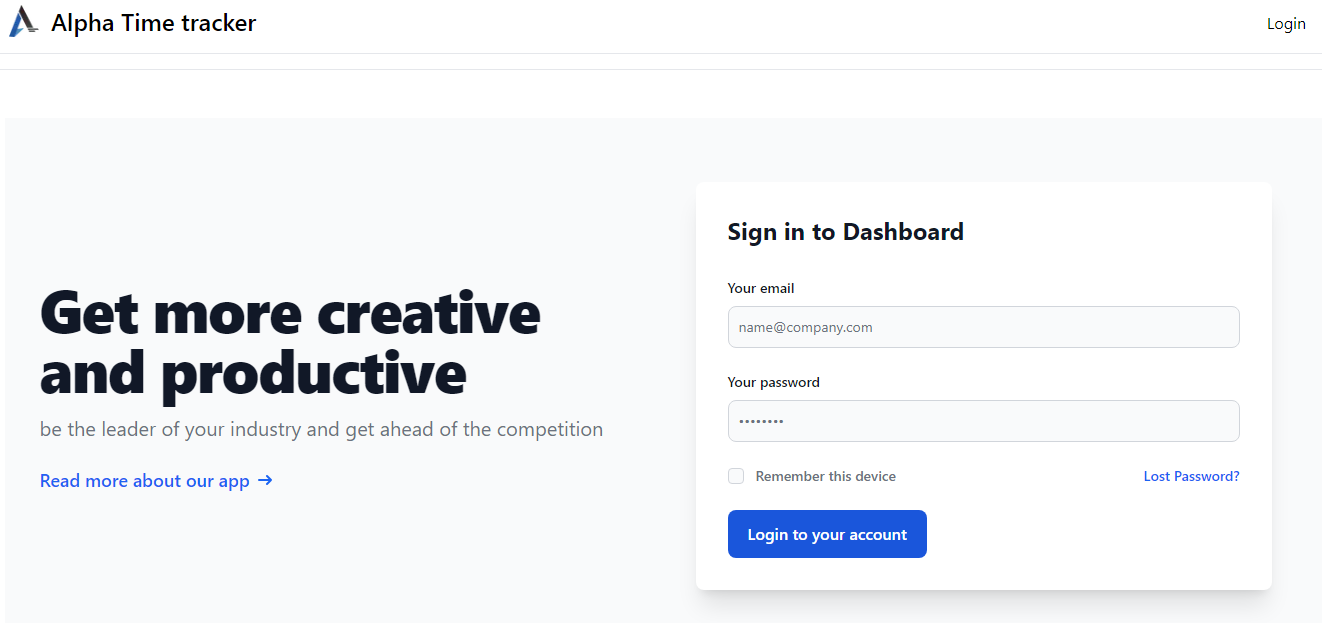 Alpha Time tracker
Login
Get more creative
and productive
be the leader of your industry and get ahead of the competition
Read more about our app →
Sign in to Dashboard
Your email
name@company.com
Your password
••••••••
Remember this device
Lost Password?
Login to your account